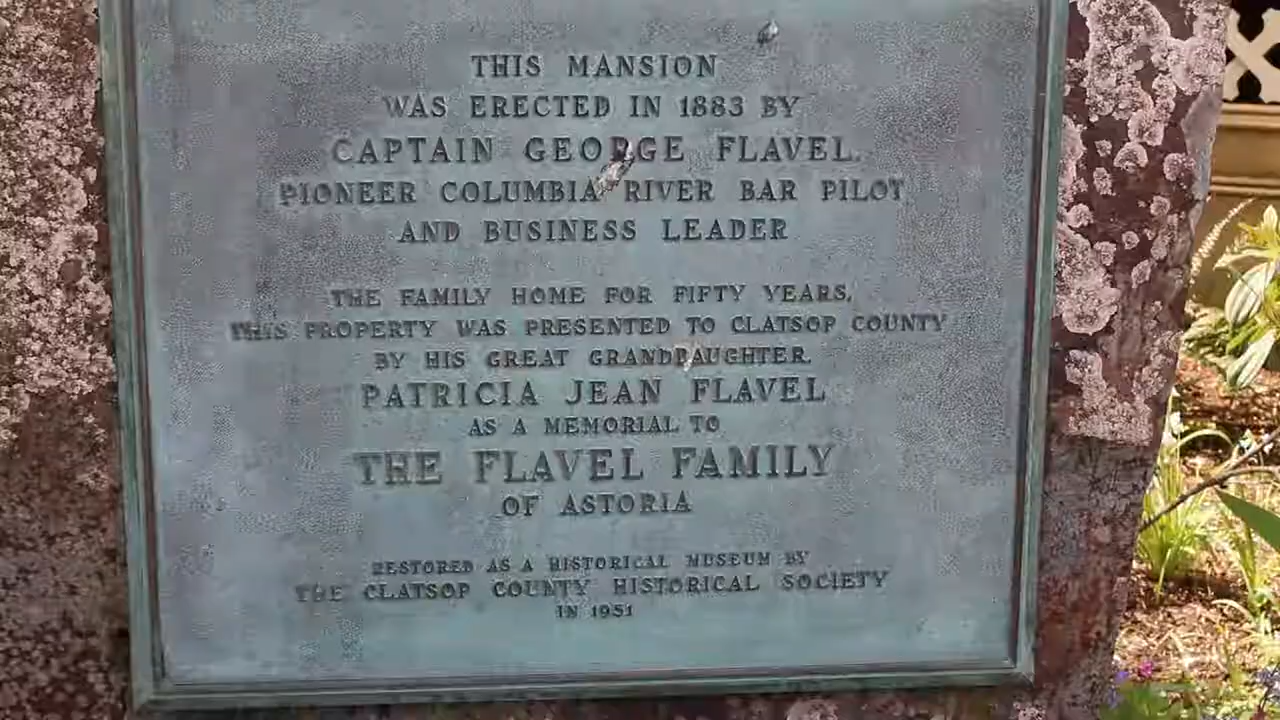 THIS MANSION
WAS ERECTED IN 1883 BY
CAPTAIN GEORGE FLAVEL,
PIONEER COLUMBIA RIVER BAR PILOT
AND BUSINESS LEADER
THE FAMILY HOME FOR FIFTY YEARS,
THIS PROPERTY WAS PRESENTED TO CLATSOP COUNTY
BY HIS GREAT GRANDDAUGHTER,
PATRICIA JEAN FLAVEL
AS A MEMORIAL TO
THE FLAVEL FAMILY
OF ASTORIA
RESTORED AS A HISTORICAL MUSEUM BY
THE CLATSOP COUNTY HISTORICAL SOCIETY
IN 1951